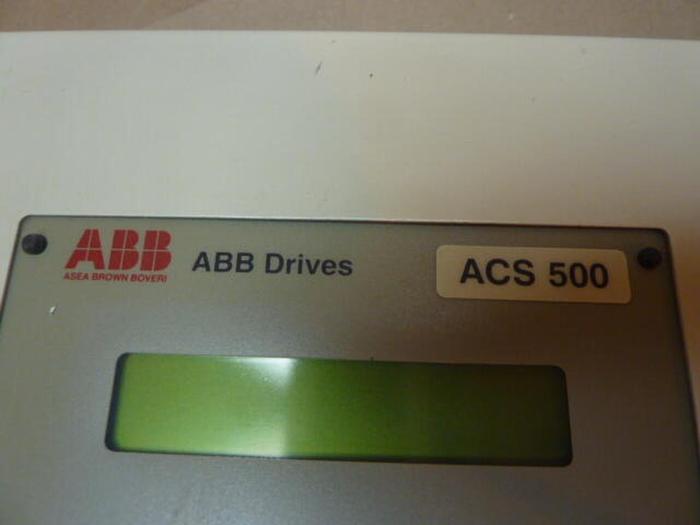 ABB
ASEA BROWN BOVERI
ABB Drives
ACS 500